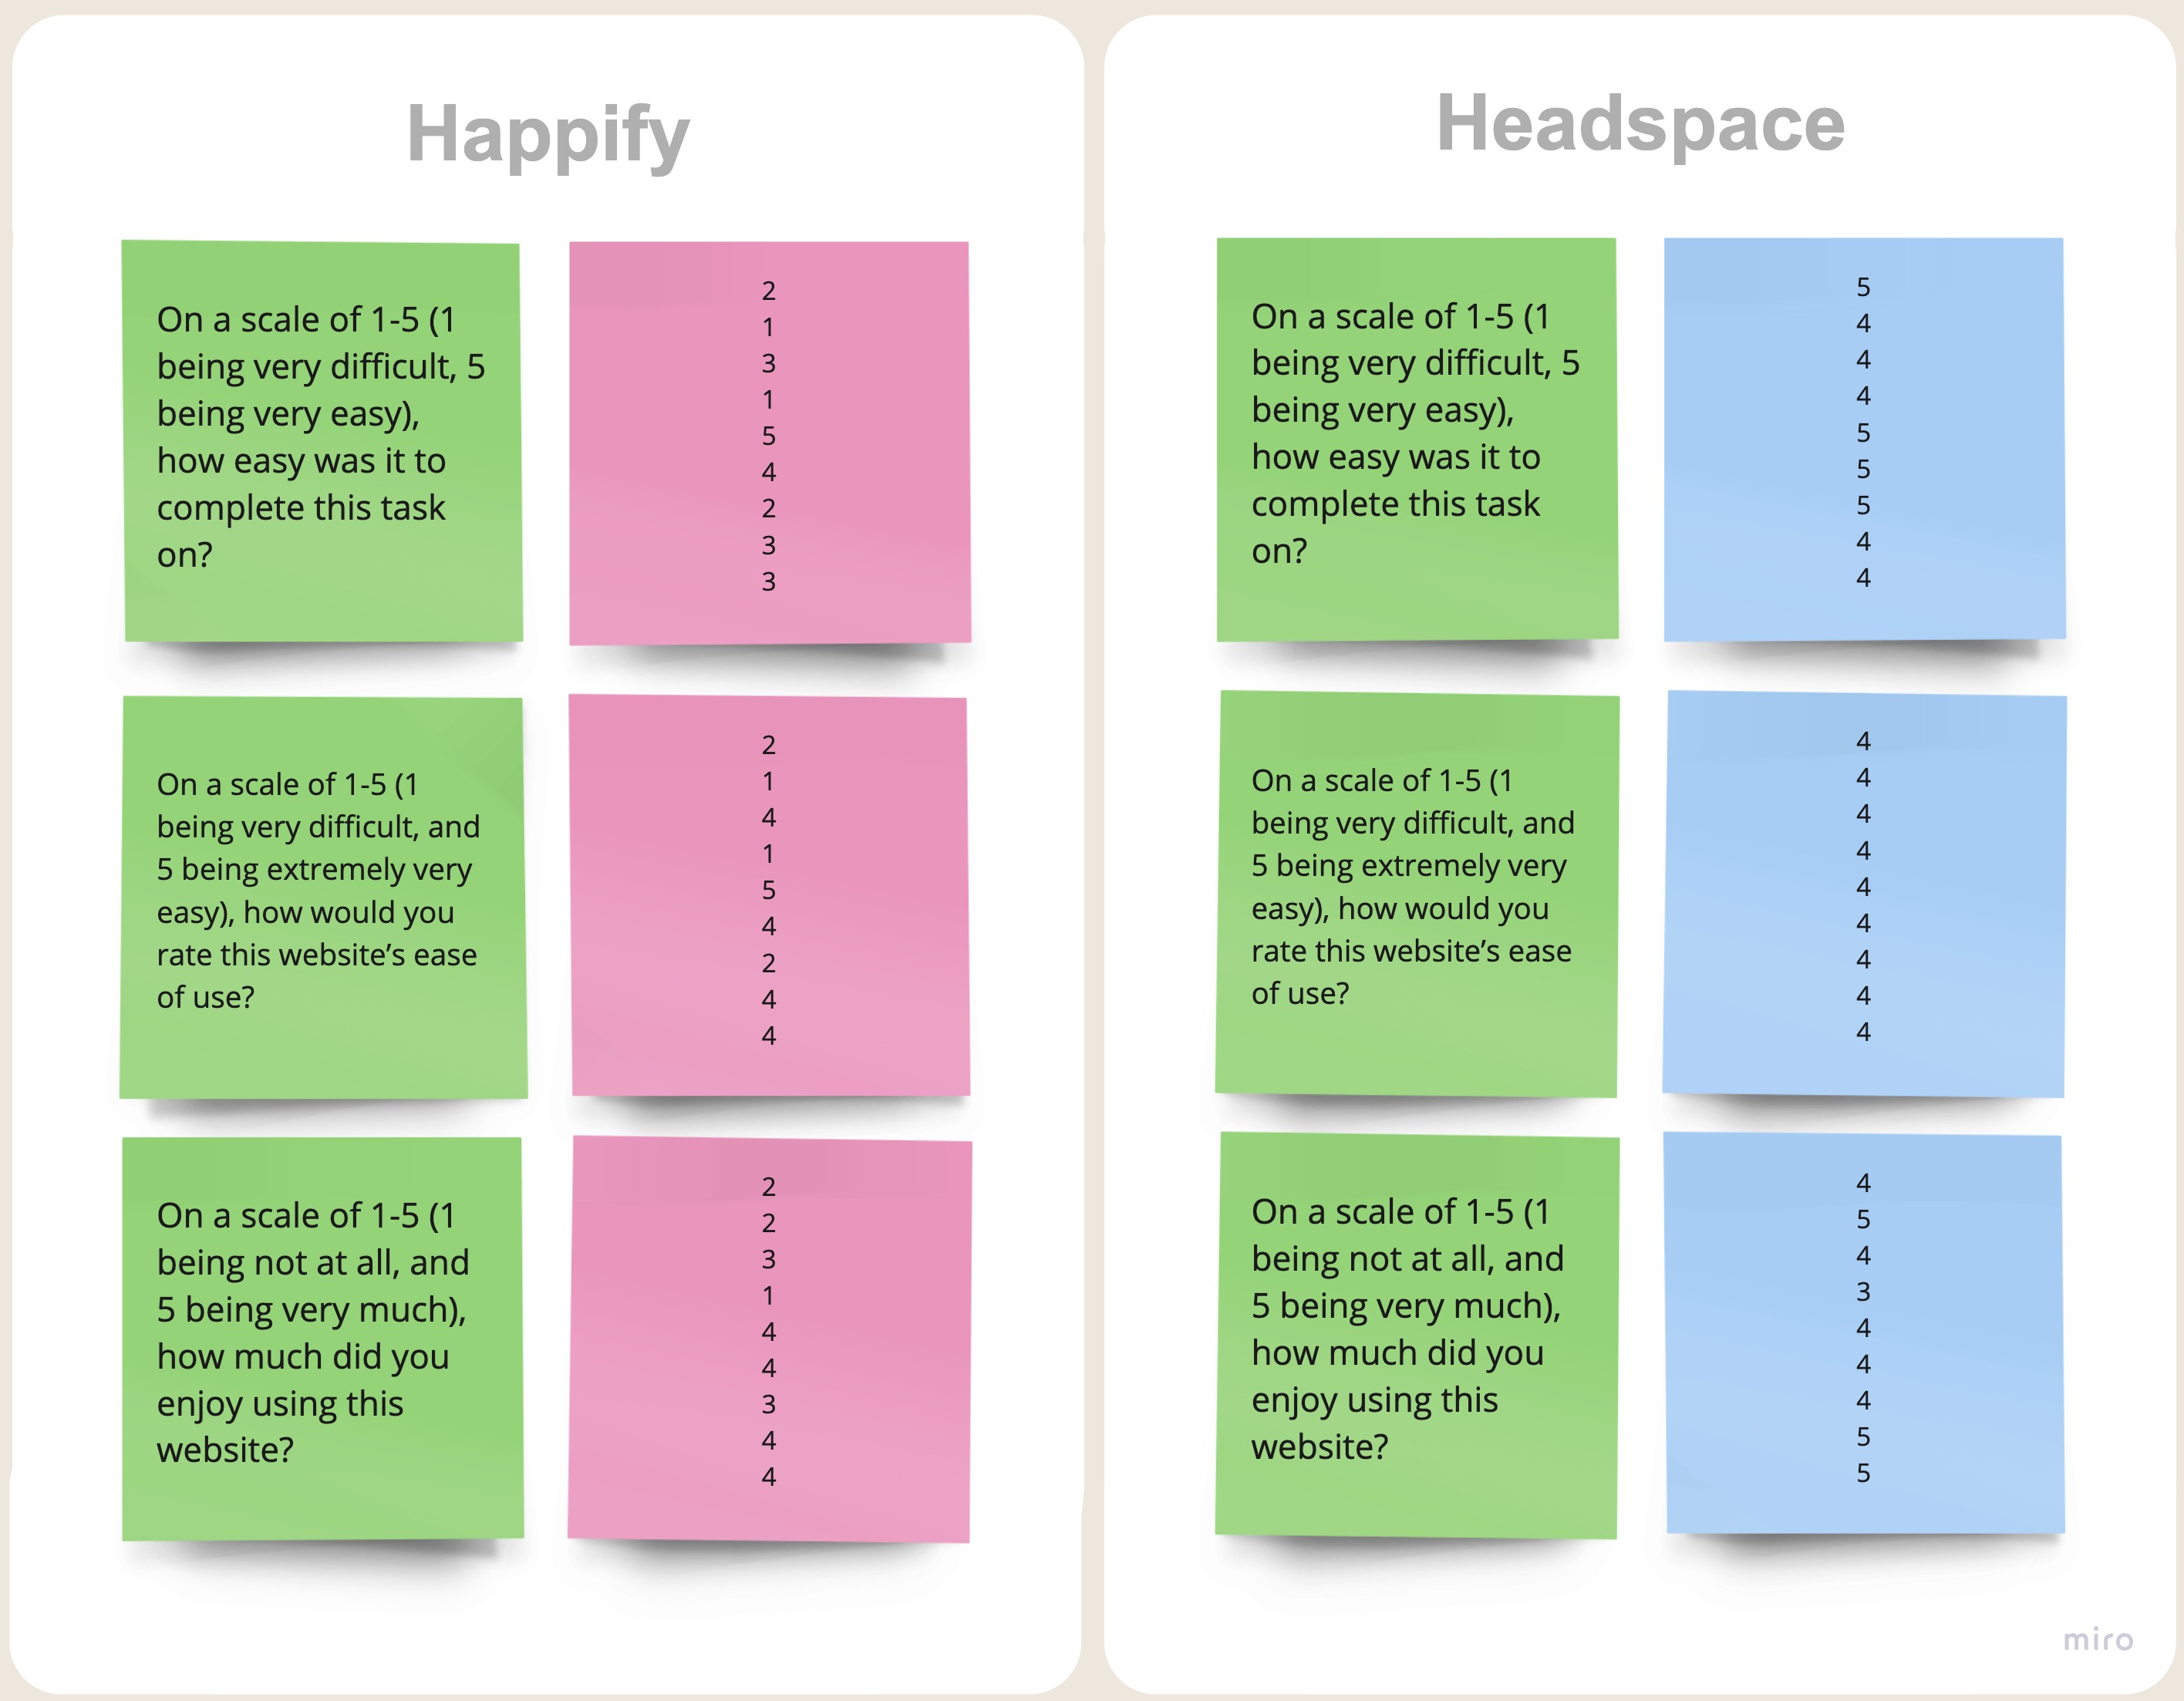 Happify
On a scale of 1-5 (1
being very difficult, 5
being very easy),
how easy was it to
complete this task
on?
2
1
3
1
5
4
2
3
3
On a scale of 1-5 (1
being very difficult, and
5 being extremely very
easy), how would you
rate this website’s ease
of use?
2
1
4
1
5
4
2
4
4
On a scale of 1-5 (1
being not at all, and
5 being very much),
how much did you
enjoy using this
website?
2
2
3
1
4
4
3
4
4
Headspace
On a scale of 1-5 (1
being very difficult, 5
being very easy),
how easy was it to
complete this task
on?
5
4
4
4
5
5
5
4
4
On a scale of 1-5 (1
being very difficult, and
5 being extremely very
easy), how would you
rate this website’s ease
of use?
4
4
4
4
4
4
4
4
4
On a scale of 1-5 (1
being not at all, and
5 being very much),
how much did you
enjoy using this
website?
4
5
4
3
4
4
4
5
5
miro